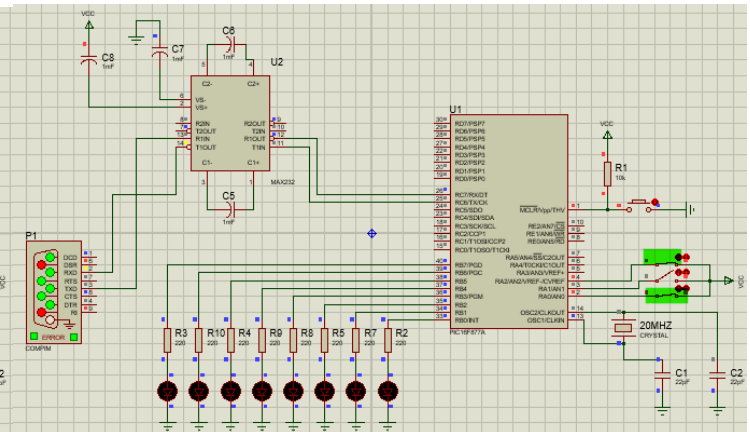 VCC
C8
1mF
C7
1mF
C6
1mF
U2
C2-
C2+
VS-
VS+
R2IN
T2OUT
R1IN
T1OUT
R2OUT
T2IN
R1OUT
T1IN
C1-
C1+
MAX232
C5
1mF
U1
RD7/PSP7
RD6/PSP6
RD5/PSP5
RD4/PSP4
RD3/PSP3
RD2/PSP2
RD1/PSP1
RD0/PSP0
RC7/RX/DT
RC6/TX/CK
RC5/SDO
RC4/SDI/SDA
RC3/SCK/SCL
RC2/CCP1
RC1/T1OSI/CCP2
RC0/T1OSO/T1CKI
RB7/PGD
RB6/PGC
RB5
RB4
RB3/PGM
RB2
RB1
RB0/INT
MCLR/Vpp/THV
RE2/AN7/CS
RE1/AN6/WR
RE0/AN5/RD
RA5/AN4/SS/C2OUT
RA4/T0CKI/C1OUT
RA3/AN3/VREF+
RA2/AN2/VREF-/CVREF
RA1/AN1
RA0/AN0
OSC2/CLKOUT
OSC1/CLKIN
PIC16F877A
VCC
R1
10k
VCC
20MHZ
CRYSTAL
C1
22pF
C2
22pF
P1
DCD
DSR
RXD
RTS
TXD
CTS
DTR
RI
ERROR
COMPIM
VCC
R3
220
R10
220
R4
220
R9
220
R8
220
R5
220
R7
220
R2
220